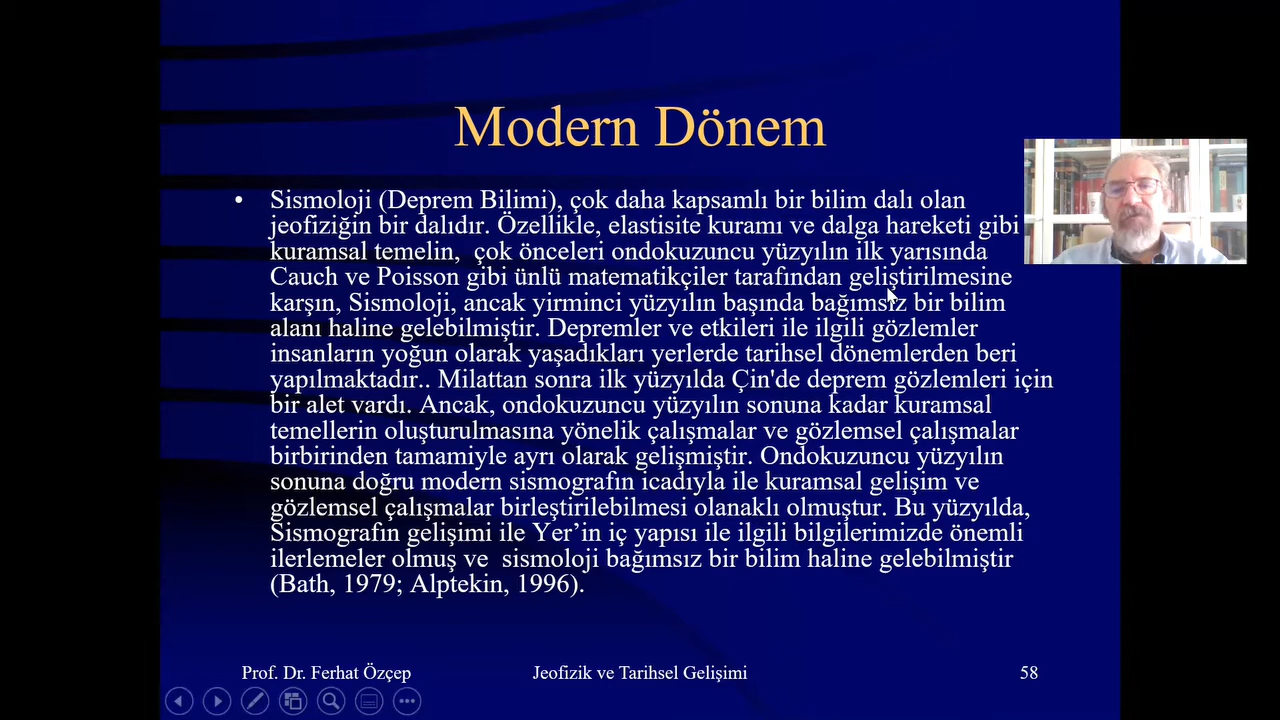 Modern Dönem
• Sismoloji (Deprem Bilimi), çok daha kapsamlı bir bilim dalı olan
jeofiziğin bir dalıdır. Özellikle, elastisite kuramı ve dalga hareketi gibi
kuramsal temelin, çok önceleri ondokuzuncu yüzyılın ilk yarısında
Cauch ve Poisson gibi ünlü matematikçiler tarafından geliştirilmesine
karşın, Sismoloji, ancak yirminci yüzyılın başında bağımsız bir bilim
alanı haline gelebilmiştir. Depremler ve etkileri ile ilgili gözlemler
insanların yoğun olarak yaşadıkları yerlerde tarihsel dönemlerden beri
yapılmaktadır.. Milattan sonra ilk yüzyılda Çin'de deprem gözlemleri için
bir alet vardı. Ancak, ondokuzuncu yüzyılın sonuna kadar kuramsal
temellerin oluşturulmasına yönelik çalışmalar ve gözlemsel çalışmalar
birbirinden tamamiyle ayrı olarak gelişmiştir. Ondokuzuncu yüzyılın
sonuna doğru modern sismografın icadıyla ile kuramsal gelişim ve
gözlemsel çalışmalar birleştirilebilmesi olanaklı olmuştur. Bu yüzyılda,
Sismografın gelişimi ile Yer’in iç yapısı ile ilgili bilgilerimizde önemli
ilerlemeler olmuş ve sismoloji bağımsız bir bilim haline gelebilmiştir
(Bath, 1979; Alptekin, 1996).
Prof. Dr. Ferhat Özçep
Jeofizik ve Tarihsel Gelişimi
58